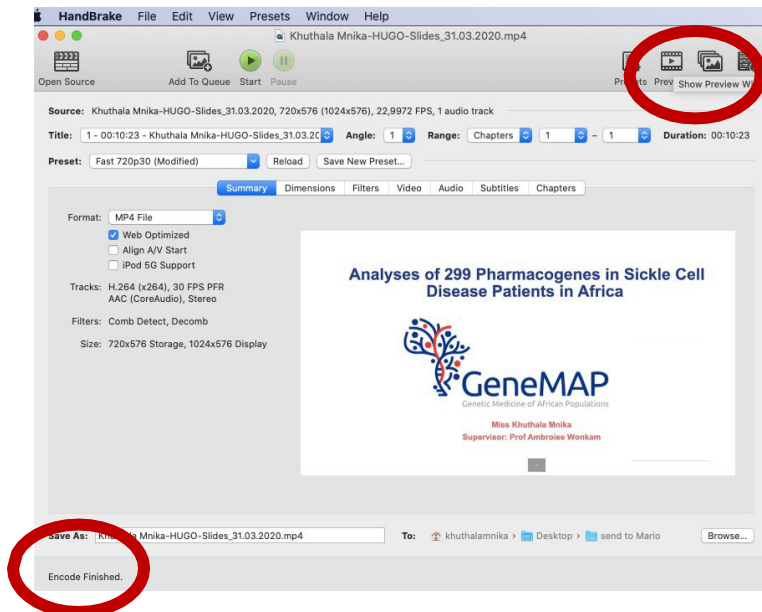 HandBrake File Edit View Presets Window Help
Khuthala Mnika-HUGO-Slides_31.03.2020.mp4
Open Source Add To Queue Start Pause
Show Preview Wi
Source: Khuthala Mnika-HUGO-Slides_31.03.2020, 720x576 (1024x576), 22,9972 FPS, 1 audio track
Title: 1 - 00:10:23 - Khuthala Mnika-HUGO-Slides_31.03.2 Angle: 1 Range: Chapters 1 – 1 Duration: 00:10:23
Preset: Fast 720p30 (Modified) Reload Save New Preset...
Summary Dimensions Filters Video Audio Subtitles Chapters
Format: MP4 File
Web Optimized
Align A/V Start
iPod 5G Support
Tracks: H.264 (x264), 30 FPS PFR
AAC (CoreAudio), Stereo
Filters: Comb Detect, Decomb
Size: 720x576 Storage, 1024x576 Display
Analyses of 299 Pharmacogenes in Sickle Cell
Disease Patients in Africa
GeneMAP
Genetic Medicine of African Populations
Miss Khuthala Mnika
Supervisor: Prof Ambroise Wonkam
Save As: Mnika-HUGO-Slides_31.03.2020.mp4 To: khuthalamnika › Desktop › send to Mario Browse...
Encode Finished.